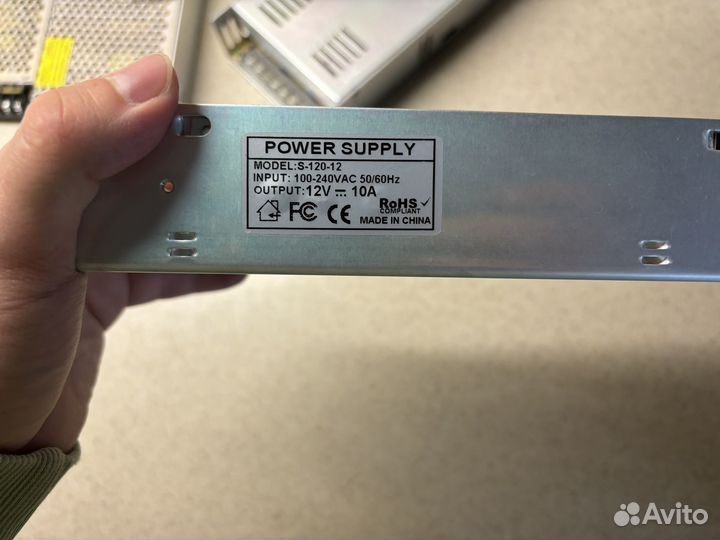 POWER SUPPLY
MODEL:S-120-12
INPUT: 100-240VAC 50/60Hz
OUTPUT:12V ⎓ 10A
FC CE RoHS ✓
COMPLIANT
MADE IN CHINA
Avito